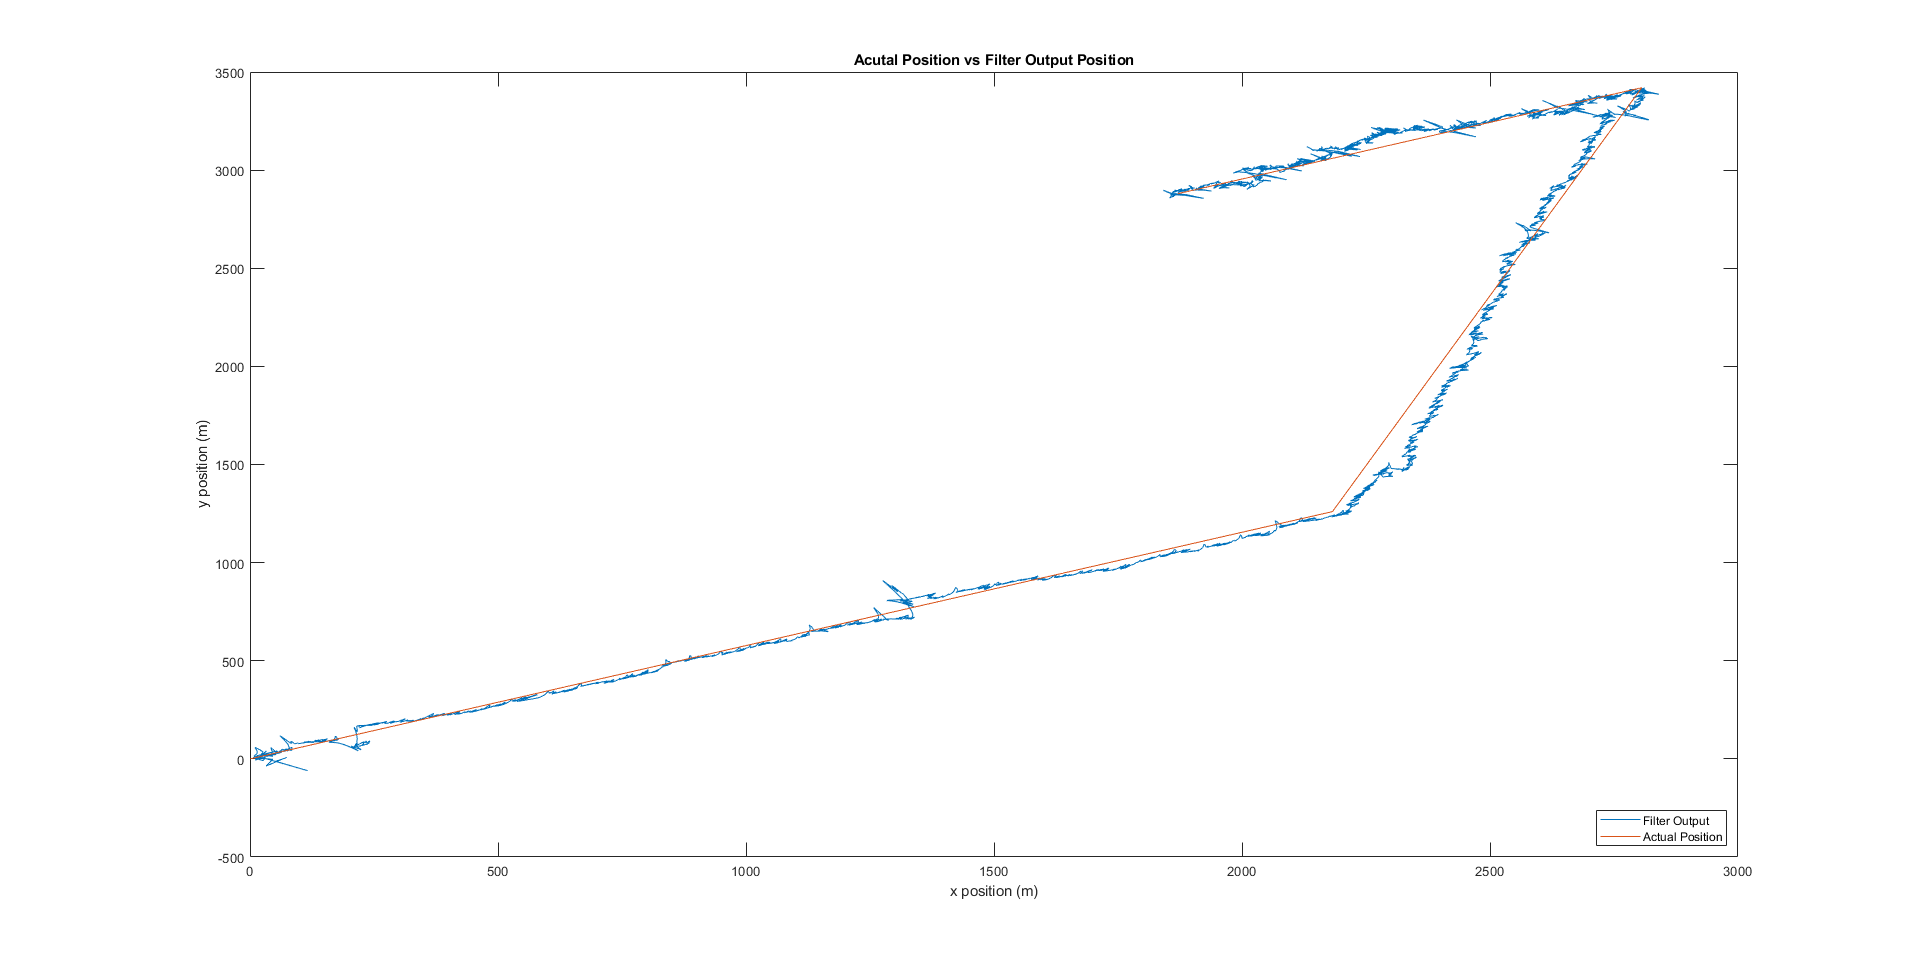 Acutal Position vs Filter Output Position
3500
3000
2500
2000
1500
1000
500
0
-500
y position (m)
0 500 1000 1500 2000 2500 3000
x position (m)
Filter Output
Actual Position